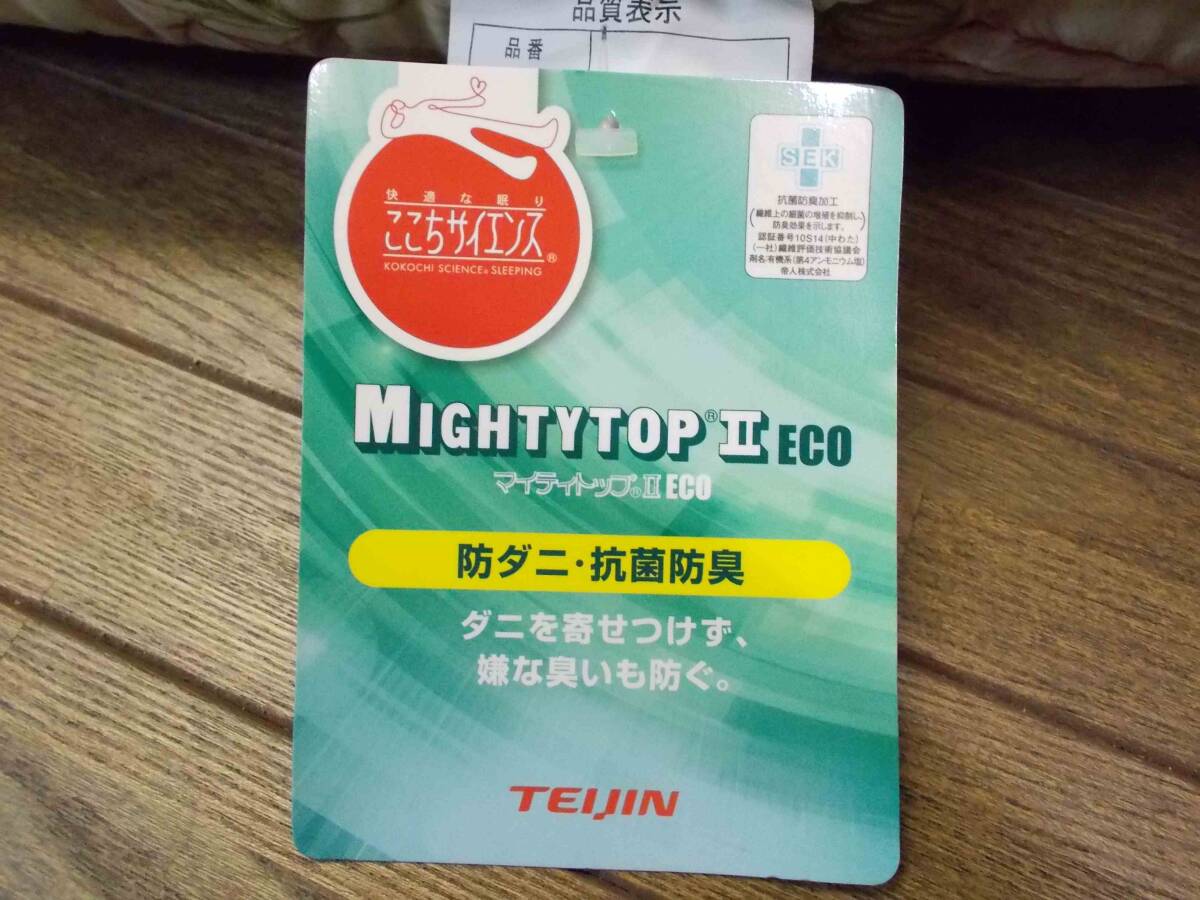 品質表示
品番
快適な眠り
ここちサイエンス®
KOKOCHI SCIENCE® SLEEPING
SEK
抗菌防臭加工
(繊維上の細菌の増殖を抑制し、
防臭効果を示します。)
認証番号10S14(中わた)
(一社)繊維評価技術協議会
剤名:有機系(第4アンモニウム塩)
帝人株式会社
MIGHTYTOP® II ECO
マイティトップ® II ECO
防ダニ・抗菌防臭
ダニを寄せつけず、
嫌な臭いも防ぐ。
TEIJIN